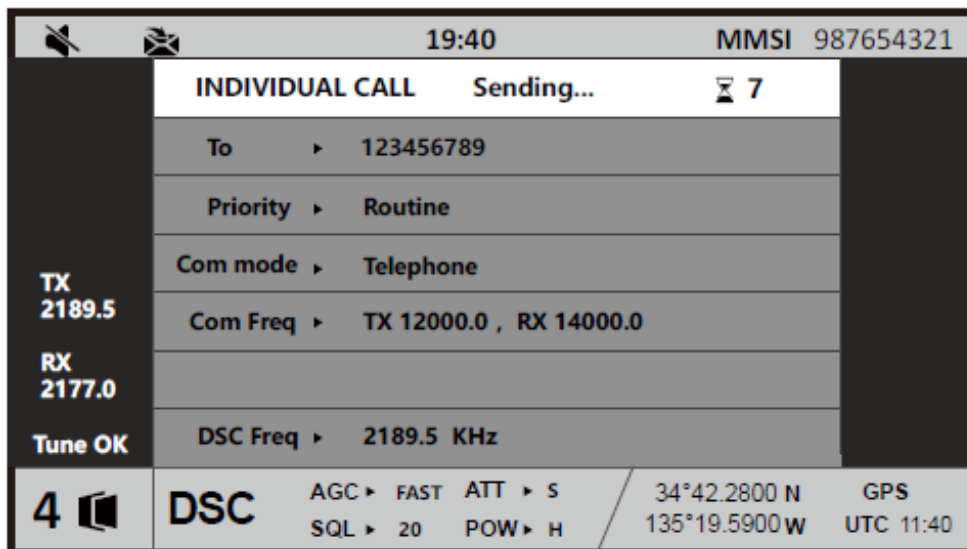 19:40 MMSI 987654321
INDIVIDUAL CALL Sending... 7
To ▸ 123456789
Priority ▸ Routine
Com mode ▸ Telephone
Com Freq ▸ TX 12000.0 , RX 14000.0
DSC Freq ▸ 2189.5 KHz
TX
2189.5
RX
2177.0
Tune OK
4 DSC
AGC ▸ FAST ATT ▸ S
SQL ▸ 20 POW ▸ H
34°42.2800 N
135°19.5900 W
GPS
UTC 11:40